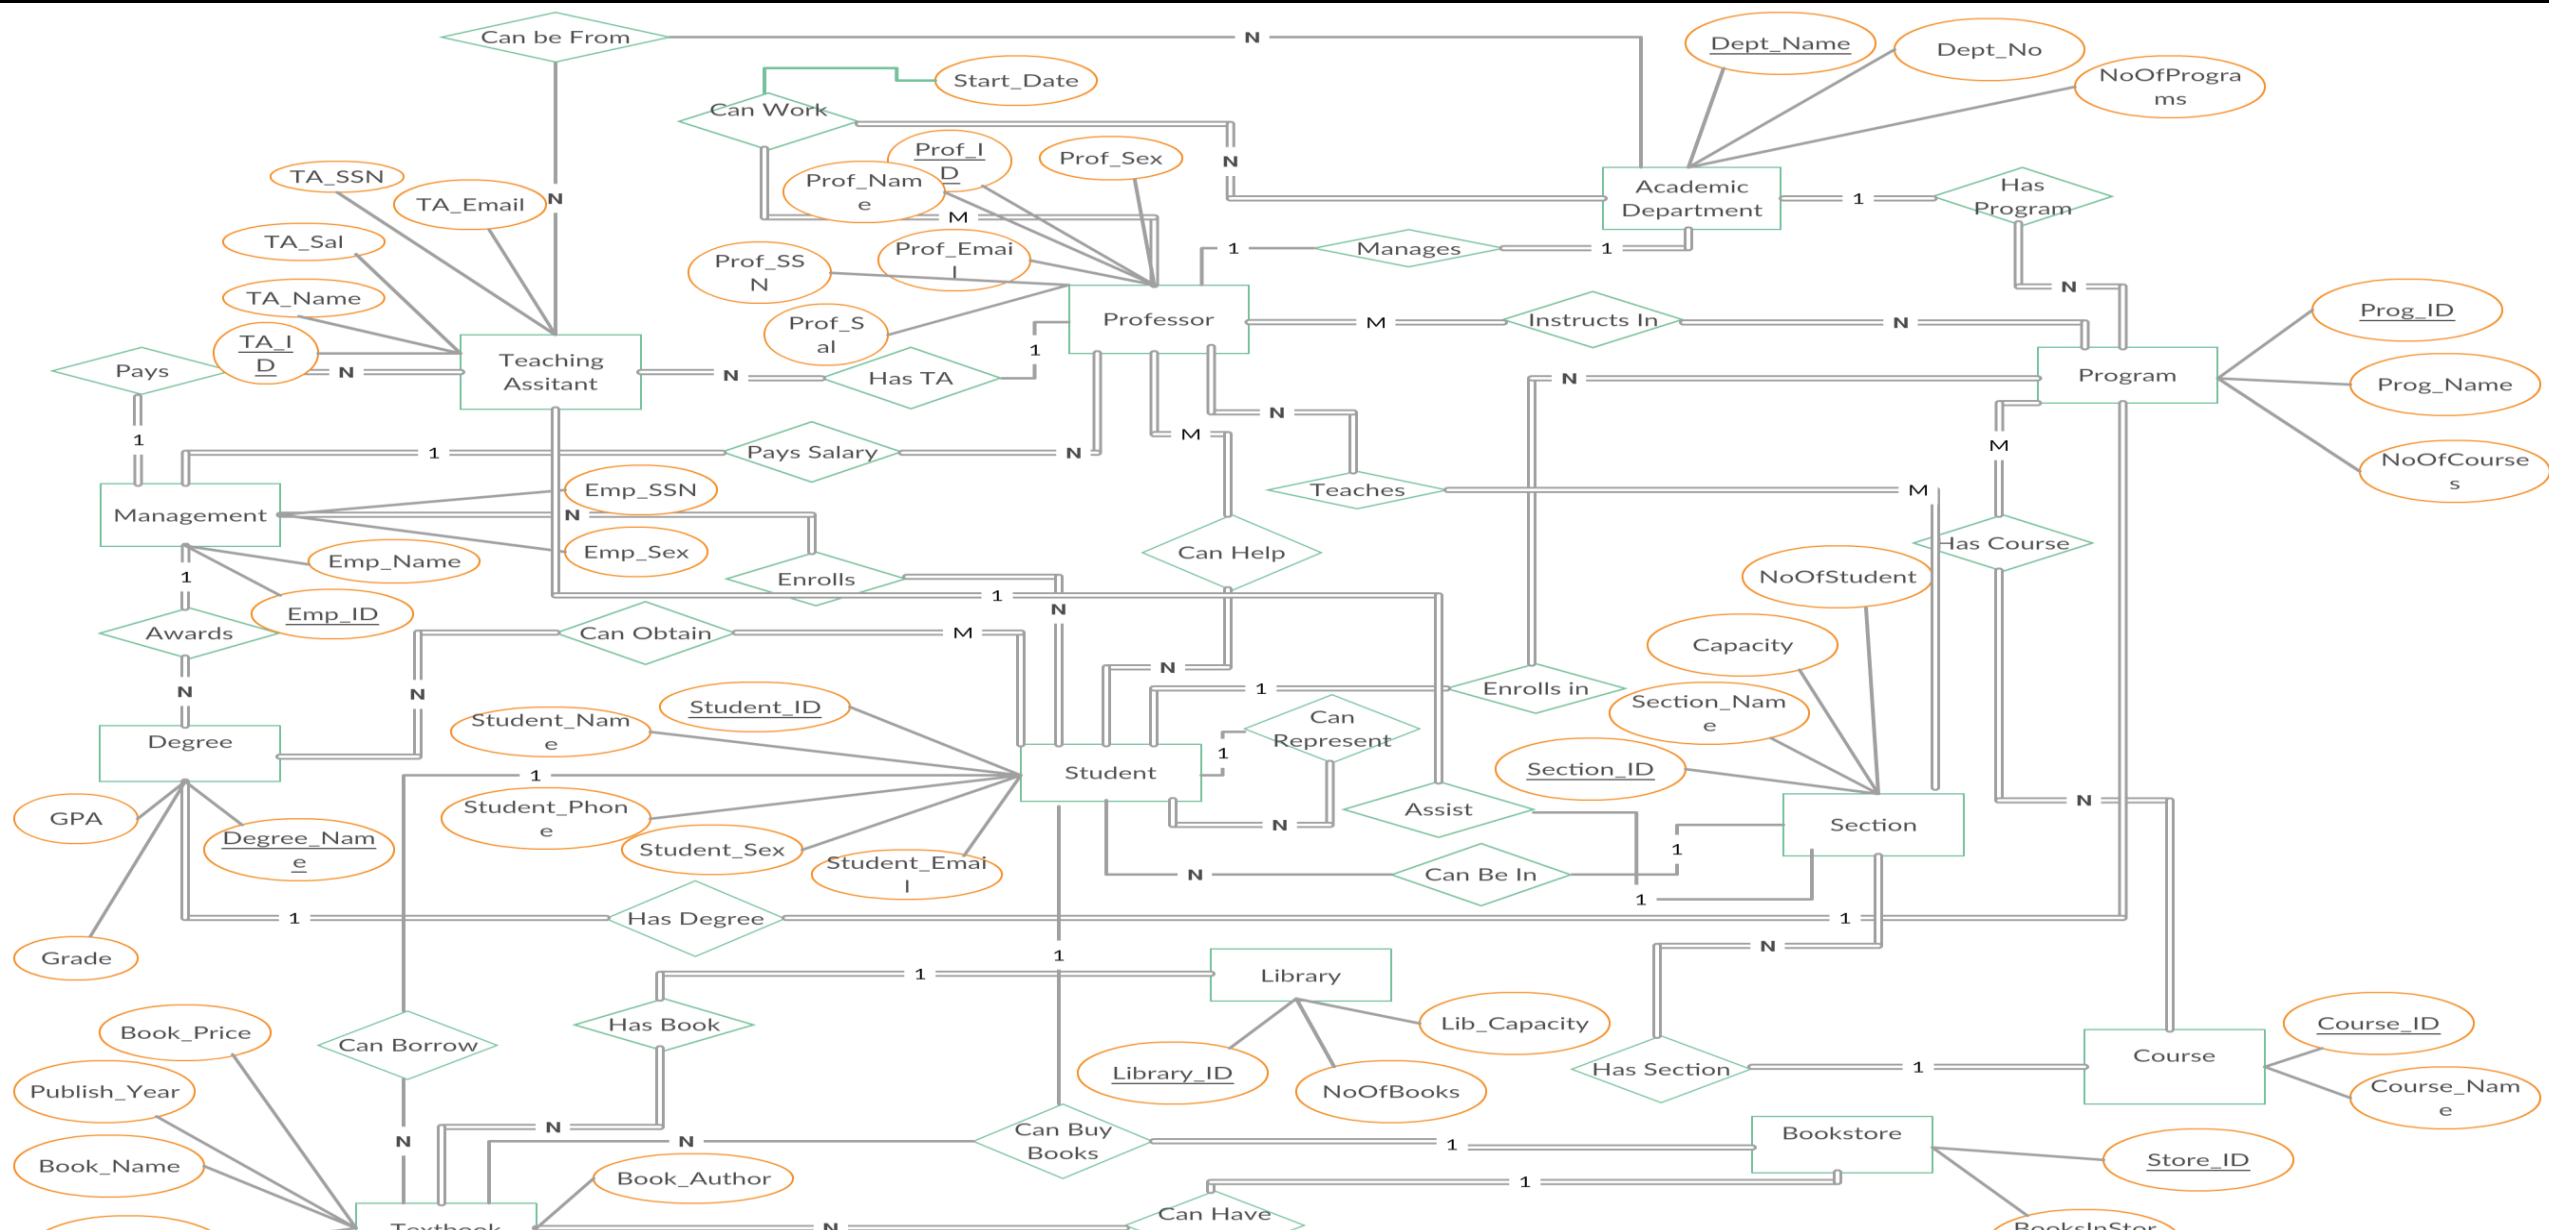 Can be From
N
Dept_Name
Dept_No
NoOfProgra
ms
Start_Date
Can Work
N
Prof_I
D
Prof_Sex
Prof_Nam
e
TA_SSN
TA_Email
N
M
Academic
Department
1
Has
Program
TA_Sal
Prof_SS
N
Prof_Emai
l
1
Manages
1
N
TA_Name
Prof_S
al
Professor
M
Instructs In
N
Prog_ID
TA_I
D
Pays
N
Teaching
Assitant
N
Has TA
1
N
Program
Prog_Name
1
1
Pays Salary
N
M
N
M
NoOfCourse
s
Management
Emp_SSN
N
Emp_Sex
Teaches
M
Can Help
Has Course
Emp_Name
1
Enrolls
NoOfStudent
Emp_ID
1
N
Awards
Can Obtain
M
Capacity
N
N
N
1
Enrolls in
Section_Nam
e
Student_ID
Student_Nam
e
Can
Represent
Degree
1
Student
1
Section_ID
GPA
Degree_Nam
e
Student_Phon
e
Student_Sex
Student_Emai
l
N
Assist
Section
N
N
Can Be In
1
1
1
Has Degree
1
N
Grade
1
1
Library
Has Book
Lib_Capacity
Book_Price
Can Borrow
Library_ID
NoOfBooks
Has Section
1
Course
Course_ID
Course_Nam
e
Publish_Year
N
N
N
Can Buy
Books
1
Bookstore
Store_ID
Book_Name
Book_Author
1
Can Have
Textbook
N
BooksInStor